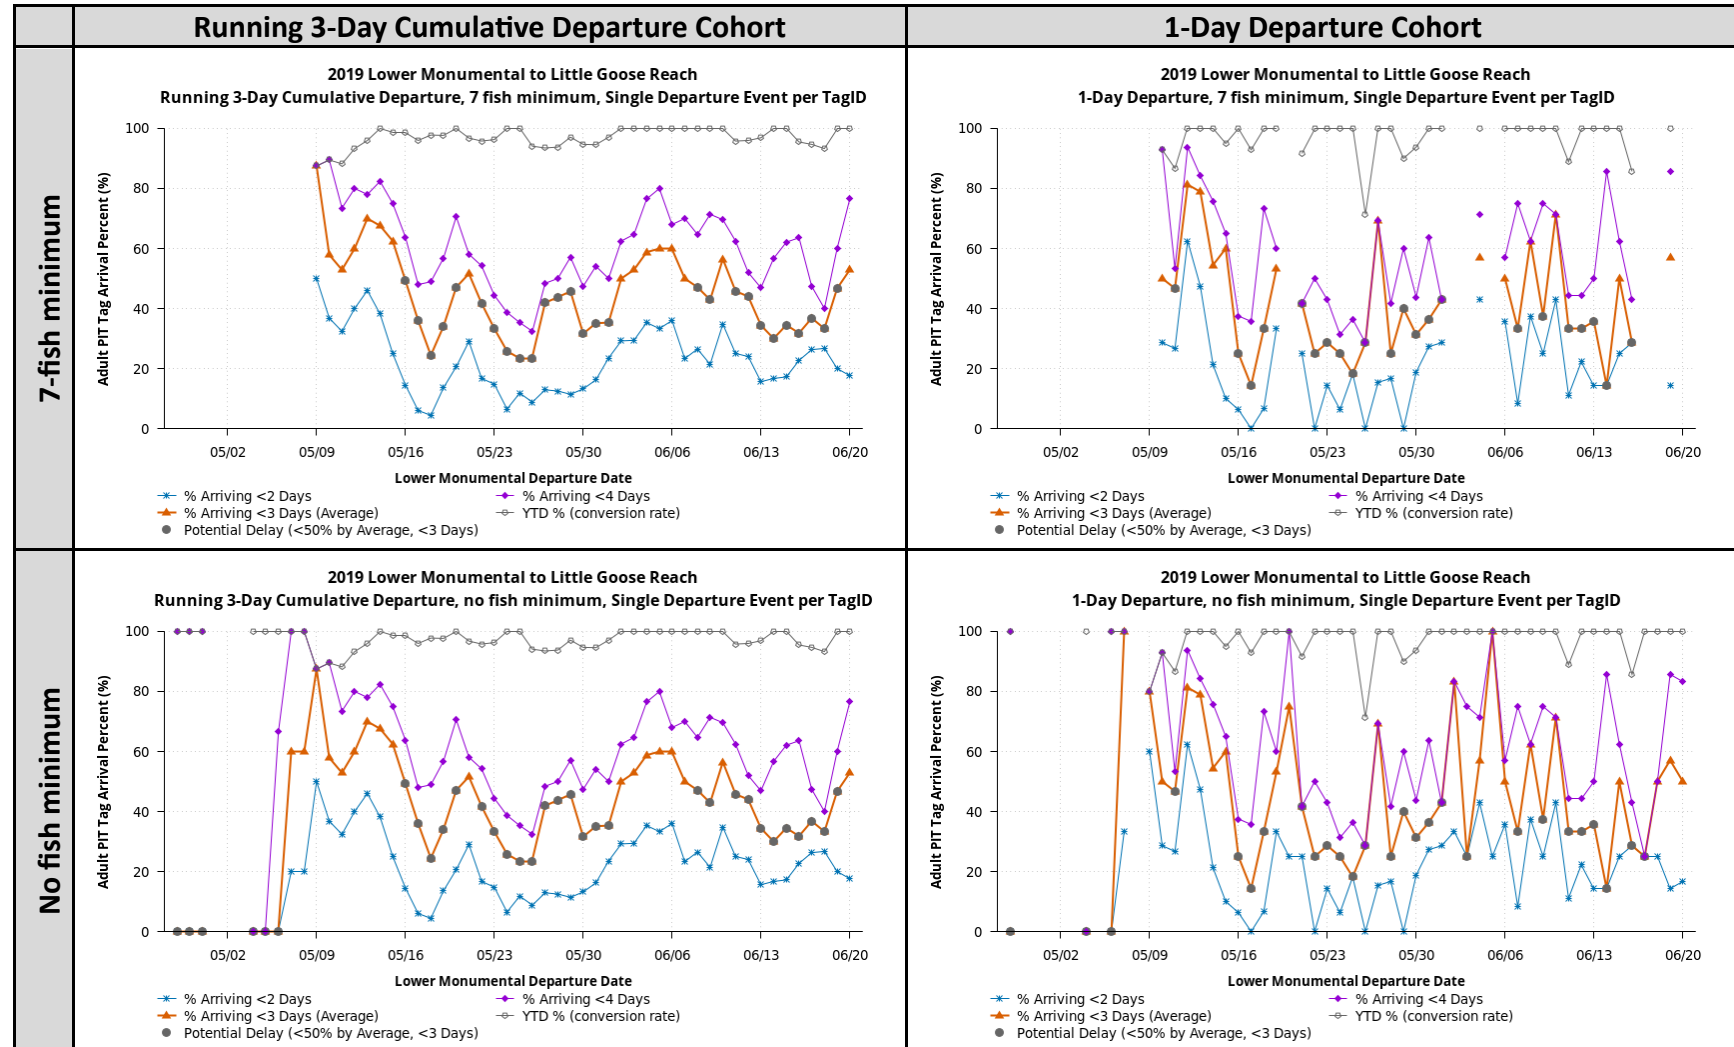 Running 3-Day Cumulative Departure Cohort
1-Day Departure Cohort
7-fish minimum
2019 Lower Monumental to Little Goose Reach
Running 3-Day Cumulative Departure, 7 fish minimum, Single Departure Event per TagID
Adult PIT Tag Arrival Percent (%)
100
80
60
40
20
0
05/02 05/09 05/16 05/23 05/30 06/06 06/13 06/20
Lower Monumental Departure Date
% Arriving <2 Days
% Arriving <4 Days
% Arriving <3 Days (Average)
YTD % (conversion rate)
Potential Delay (<50% by Average, <3 Days)
2019 Lower Monumental to Little Goose Reach
1-Day Departure, 7 fish minimum, Single Departure Event per TagID
Adult PIT Tag Arrival Percent (%)
100
80
60
40
20
0
05/02 05/09 05/16 05/23 05/30 06/06 06/13 06/20
Lower Monumental Departure Date
% Arriving <2 Days
% Arriving <4 Days
% Arriving <3 Days (Average)
YTD % (conversion rate)
Potential Delay (<50% by Average, <3 Days)
No fish minimum
2019 Lower Monumental to Little Goose Reach
Running 3-Day Cumulative Departure, no fish minimum, Single Departure Event per TagID
Adult PIT Tag Arrival Percent (%)
100
80
60
40
20
0
05/02 05/09 05/16 05/23 05/30 06/06 06/13 06/20
Lower Monumental Departure Date
% Arriving <2 Days
% Arriving <4 Days
% Arriving <3 Days (Average)
YTD % (conversion rate)
Potential Delay (<50% by Average, <3 Days)
2019 Lower Monumental to Little Goose Reach
1-Day Departure, no fish minimum, Single Departure Event per TagID
Adult PIT Tag Arrival Percent (%)
100
80
60
40
20
0
05/02 05/09 05/16 05/23 05/30 06/06 06/13 06/20
Lower Monumental Departure Date
% Arriving <2 Days
% Arriving <4 Days
% Arriving <3 Days (Average)
YTD % (conversion rate)
Potential Delay (<50% by Average, <3 Days)